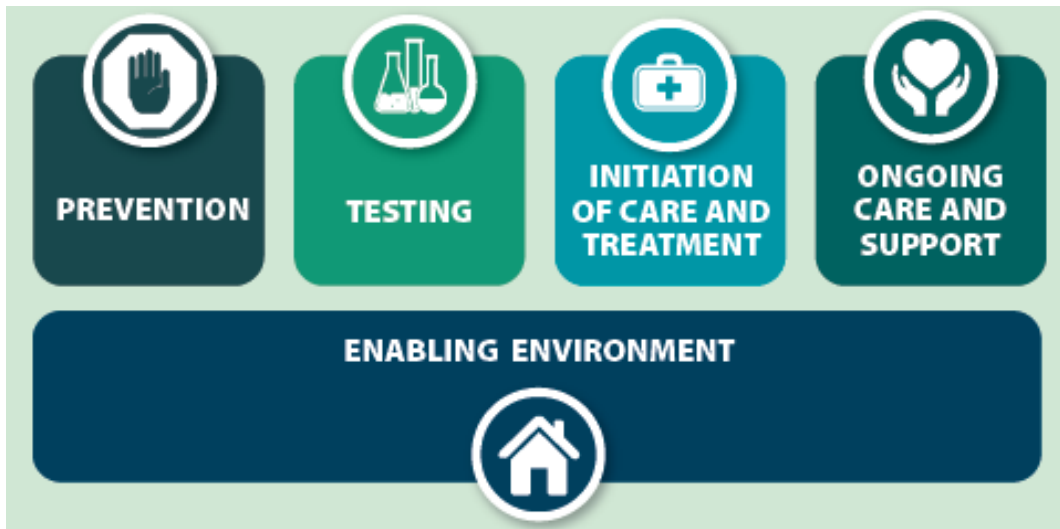 PREVENTION
TESTING
INITIATION
OF CARE AND
TREATMENT
ONGOING
CARE AND
SUPPORT
ENABLING ENVIRONMENT